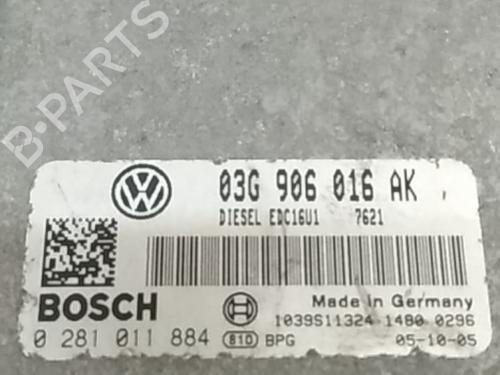 B-PARTS
03G 906 016 AK
DIESEL EDC16U1 7621
BOSCH
Made in Germany
0 281 011 884
1039S11324 1480 0296
810 BPG 05-10-05